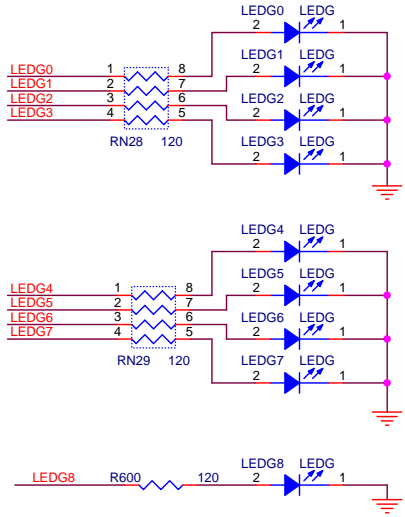 LEDG0 LEDG
2 1
LEDG0 1 8
LEDG1 LEDG
LEDG1 2 7 2 1
LEDG2 3 6
LEDG2 LEDG
LEDG3 4 5 2 1
RN28 120
LEDG3 LEDG
2 1
LEDG4 LEDG
2 1
LEDG4 1 8
LEDG5 LEDG
LEDG5 2 7 2 1
LEDG6 3 6
LEDG6 LEDG
LEDG7 4 5 2 1
RN29 120
LEDG7 LEDG
2 1
LEDG8 LEDG
LEDG8 R600 120 2 1